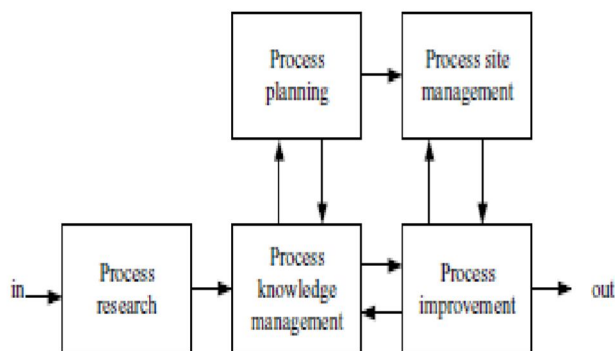 Process
planning
Process site
management
in
Process
research
Process
knowledge
management
Process
improvement
out